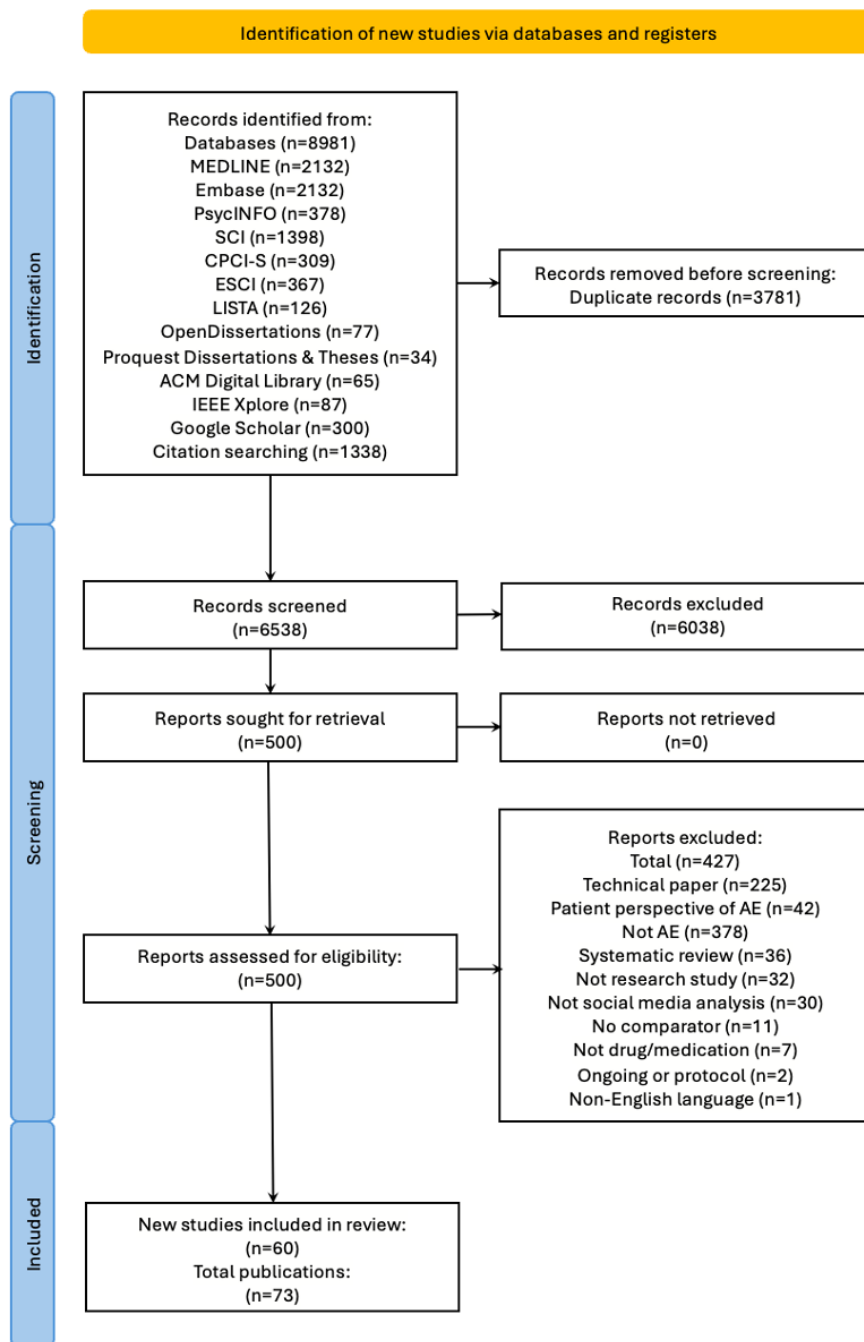 Identification of new studies via databases and registers
Identification
Records identified from:
Databases (n=8981)
MEDLINE (n=2132)
Embase (n=2132)
PsycINFO (n=378)
SCI (n=1398)
CPCI-S (n=309)
ESCI (n=367)
LISTA (n=126)
OpenDissertations (n=77)
Proquest Dissertations & Theses (n=34)
ACM Digital Library (n=65)
IEEE Xplore (n=87)
Google Scholar (n=300)
Citation searching (n=1338)
Records removed before screening:
Duplicate records (n=3781)
Screening
Records screened
(n=6538)
Records excluded
(n=6038)
Reports sought for retrieval
(n=500)
Reports not retrieved
(n=0)
Reports assessed for eligibility:
(n=500)
Reports excluded:
Total (n=427)
Technical paper (n=225)
Patient perspective of AE (n=42)
Not AE (n=378)
Systematic review (n=36)
Not research study (n=32)
Not social media analysis (n=30)
No comparator (n=11)
Not drug/medication (n=7)
Ongoing or protocol (n=2)
Non-English language (n=1)
Included
New studies included in review:
(n=60)
Total publications:
(n=73)